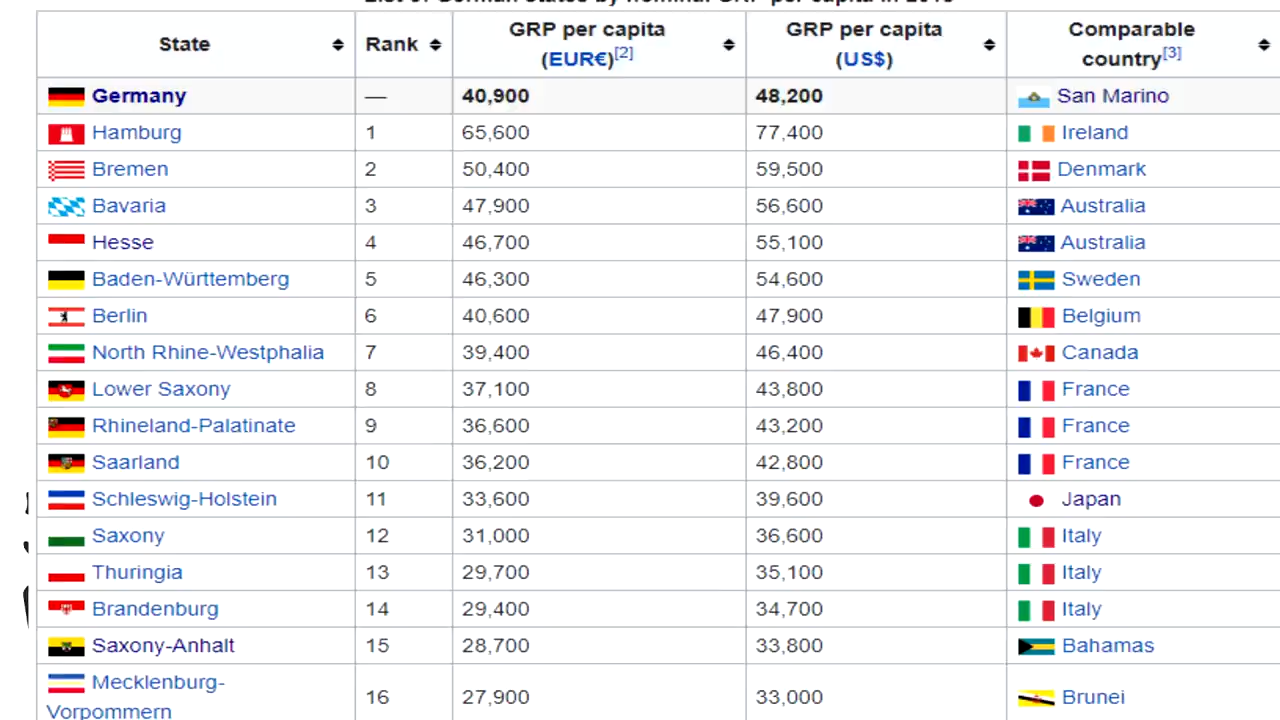 State Rank GRP per capita (EUR€)[2] GRP per capita (US$) Comparable country[3]
Germany — 40,900 48,200 San Marino
Hamburg 1 65,600 77,400 Ireland
Bremen 2 50,400 59,500 Denmark
Bavaria 3 47,900 56,600 Australia
Hesse 4 46,700 55,100 Australia
Baden-Württemberg 5 46,300 54,600 Sweden
Berlin 6 40,600 47,900 Belgium
North Rhine-Westphalia 7 39,400 46,400 Canada
Lower Saxony 8 37,100 43,800 France
Rhineland-Palatinate 9 36,600 43,200 France
Saarland 10 36,200 42,800 France
Schleswig-Holstein 11 33,600 39,600 Japan
Saxony 12 31,000 36,600 Italy
Thuringia 13 29,700 35,100 Italy
Brandenburg 14 29,400 34,700 Italy
Saxony-Anhalt 15 28,700 33,800 Bahamas
Mecklenburg-
Vorpommern 16 27,900 33,000 Brunei